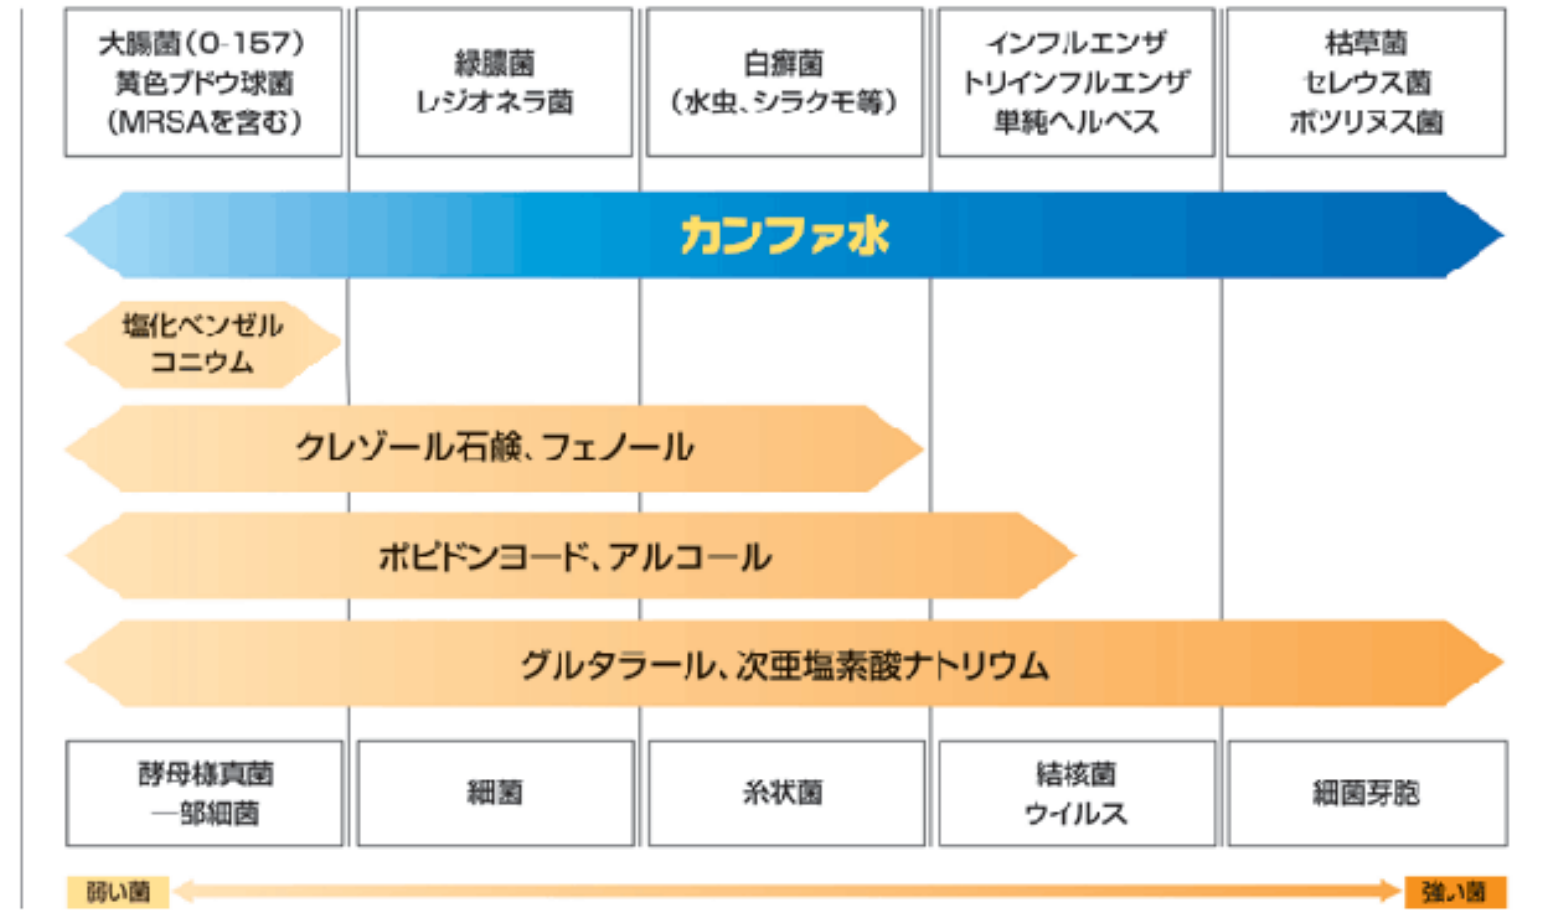 大腸菌(O-157)
黄色ブドウ球菌
(MRSAを含む)
緑膿菌
レジオネラ菌
白癬菌
(水虫、シラクモ等)
インフルエンザ
トリインフルエンザ
単純ヘルペス
枯草菌
セレウス菌
ボツリヌス菌
カンファ水
塩化ベンゼル
コニウム
クレゾール石鹸、フェノール
ポピドンヨード、アルコール
グルタラール、次亜塩素酸ナトリウム
酵母様真菌
一部細菌
細菌
糸状菌
結核菌
ウイルス
細菌芽胞
弱い菌
強い菌